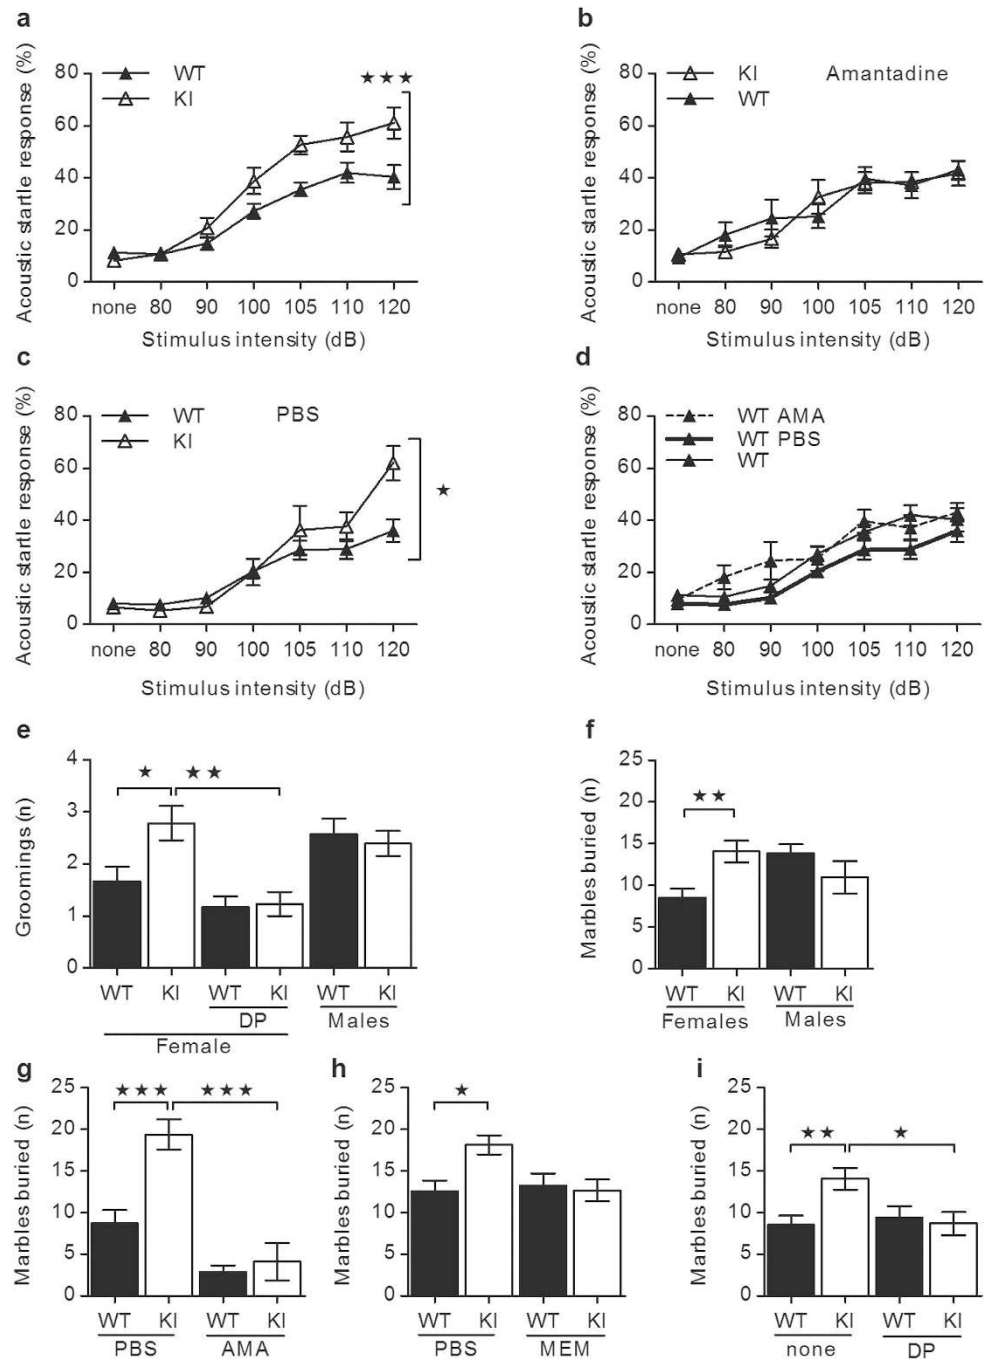 a
Acoustic startle response (%)
80
60
40
20
0
WT
KI
★★★
none 80 90 100 105 110 120
Stimulus intensity (dB)
b
Acoustic startle response (%)
80
60
40
20
0
KI
WT
Amantadine
none 80 90 100 105 110 120
Stimulus intensity (dB)
c
Acoustic startle response (%)
80
60
40
20
0
WT
KI
PBS
★
none 80 90 100 105 110 120
Stimulus intensity (dB)
d
Acoustic startle response (%)
80
60
40
20
0
WT AMA
WT PBS
WT
none 80 90 100 105 110 120
Stimulus intensity (dB)
e
Groomings (n)
4
3
2
1
0
★ ★★
WT KI WT KI WT KI
DP Males
Female
f
Marbles buried (n)
25
20
15
10
5
0
★★
WT KI WT KI
Females Males
g
Marbles buried (n)
25
20
15
10
5
0
★★★ ★★★
WT KI WT KI
PBS AMA
h
Marbles buried (n)
25
20
15
10
5
0
★
WT KI WT KI
PBS MEM
i
Marbles buried (n)
25
20
15
10
5
0
★★ ★
WT KI WT KI
none DP